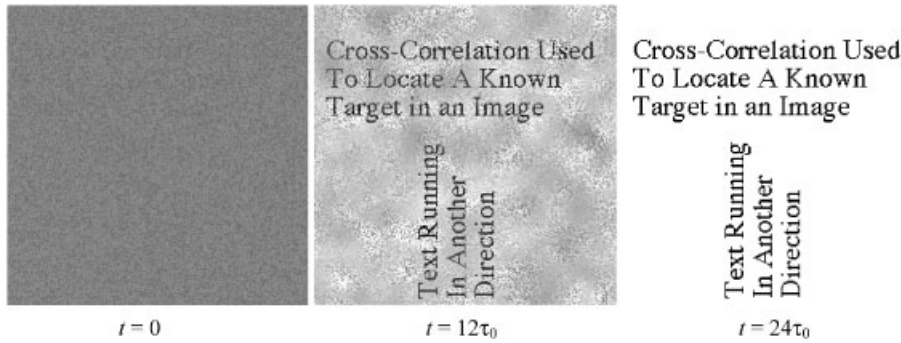 Cross-Correlation Used
To Locate A Known
Target in an Image
Text Running
In Another
Direction
Cross-Correlation Used
To Locate A Known
Target in an Image
Text Running
In Another
Direction
t = 0
t = 12τ₀
t = 24τ₀